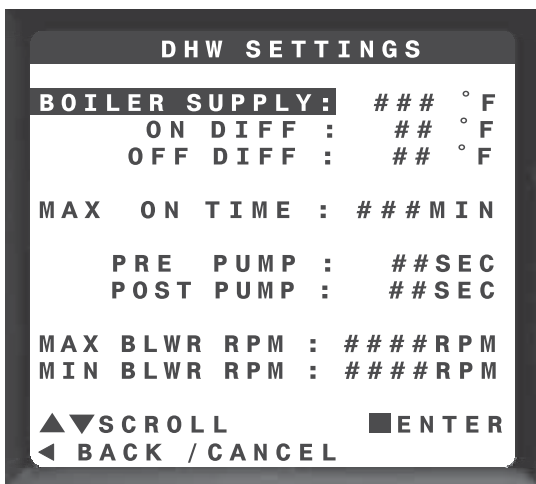 DHW SETTINGS
BOILER SUPPLY: ### °F
ON DIFF : ## °F
OFF DIFF : ## °F
MAX ON TIME : ###MIN
PRE PUMP : ##SEC
POST PUMP : ##SEC
MAX BLWR RPM : ####RPM
MIN BLWR RPM : ####RPM
▲▼SCROLL ■ENTER
◀ BACK /CANCEL